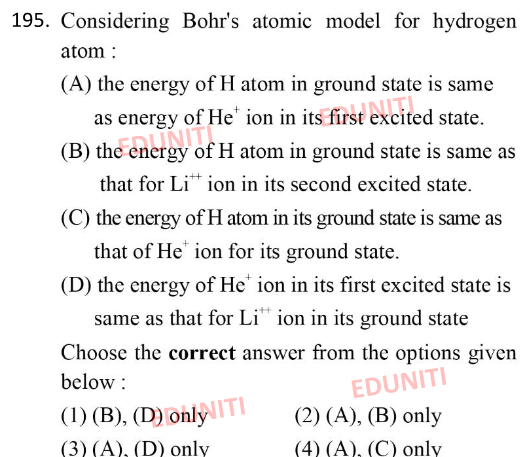 195. Considering Bohr's atomic model for hydrogen
atom :
(A) the energy of H atom in ground state is same
as energy of He⁺ ion in its first excited state.
(B) the energy of H atom in ground state is same as
that for Li⁺⁺ ion in its second excited state.
(C) the energy of H atom in its ground state is same as
that of He⁺ ion for its ground state.
(D) the energy of He⁺ ion in its first excited state is
same as that for Li⁺⁺ ion in its ground state
Choose the correct answer from the options given
below :
(1) (B), (D) only (2) (A), (B) only
(3) (A), (D) only (4) (A), (C) only
EDUNITI
EDUNITI
EDUNITI
EDUNITI